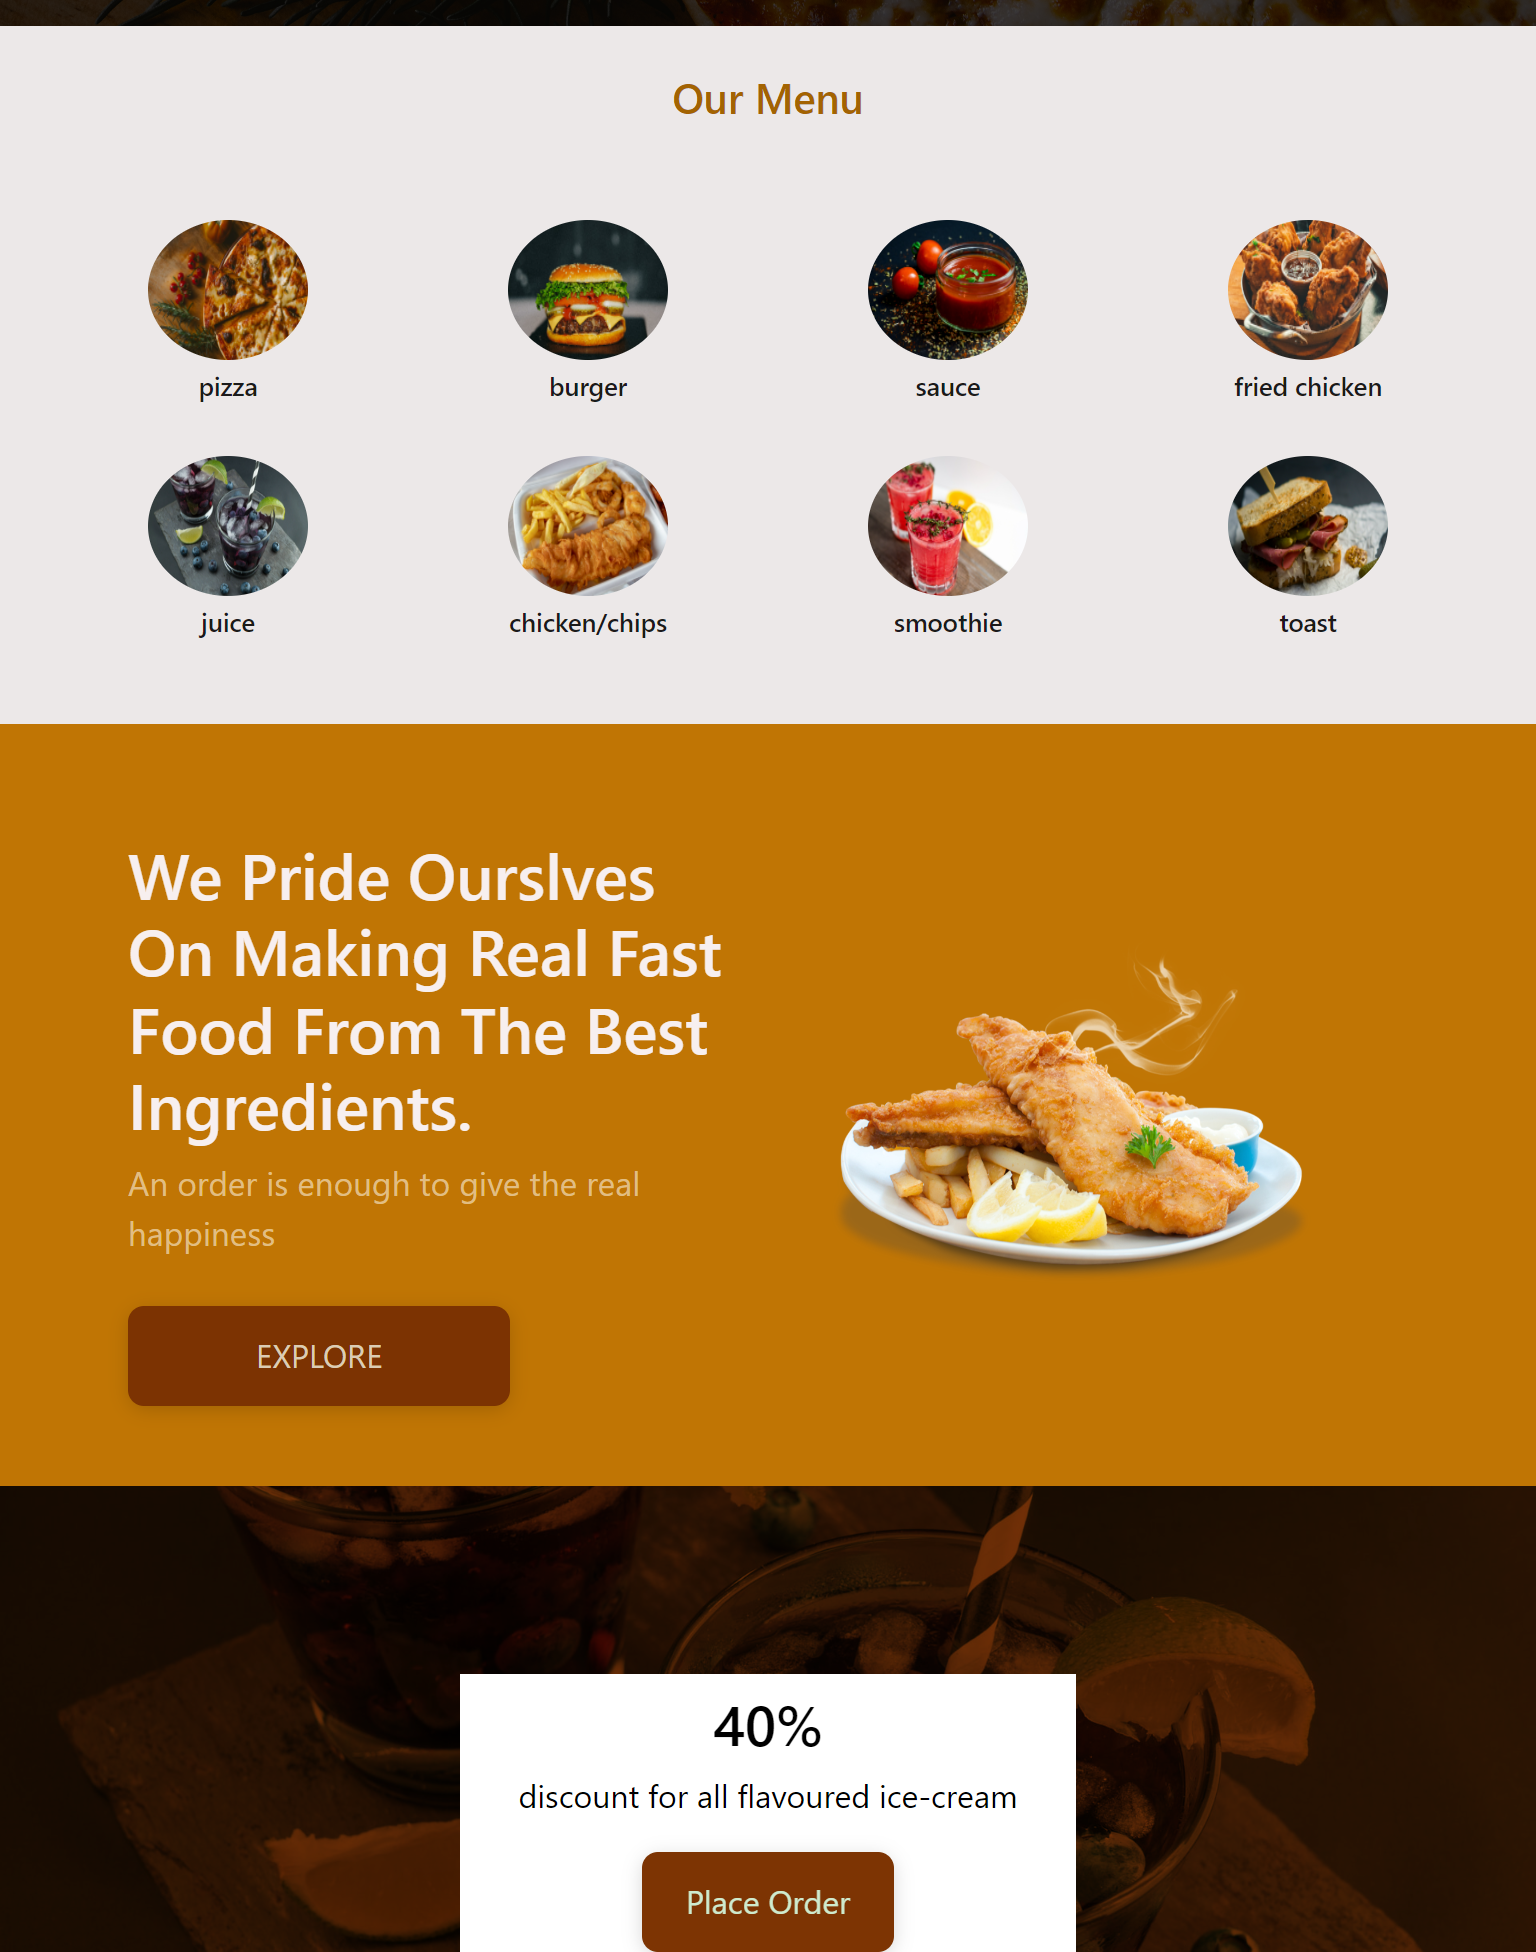 Our Menu
pizza
burger
sauce
fried chicken
juice
chicken/chips
smoothie
toast
We Pride Ourslves
On Making Real Fast
Food From The Best
Ingredients.
An order is enough to give the real
happiness
EXPLORE
40%
discount for all flavoured ice-cream
Place Order